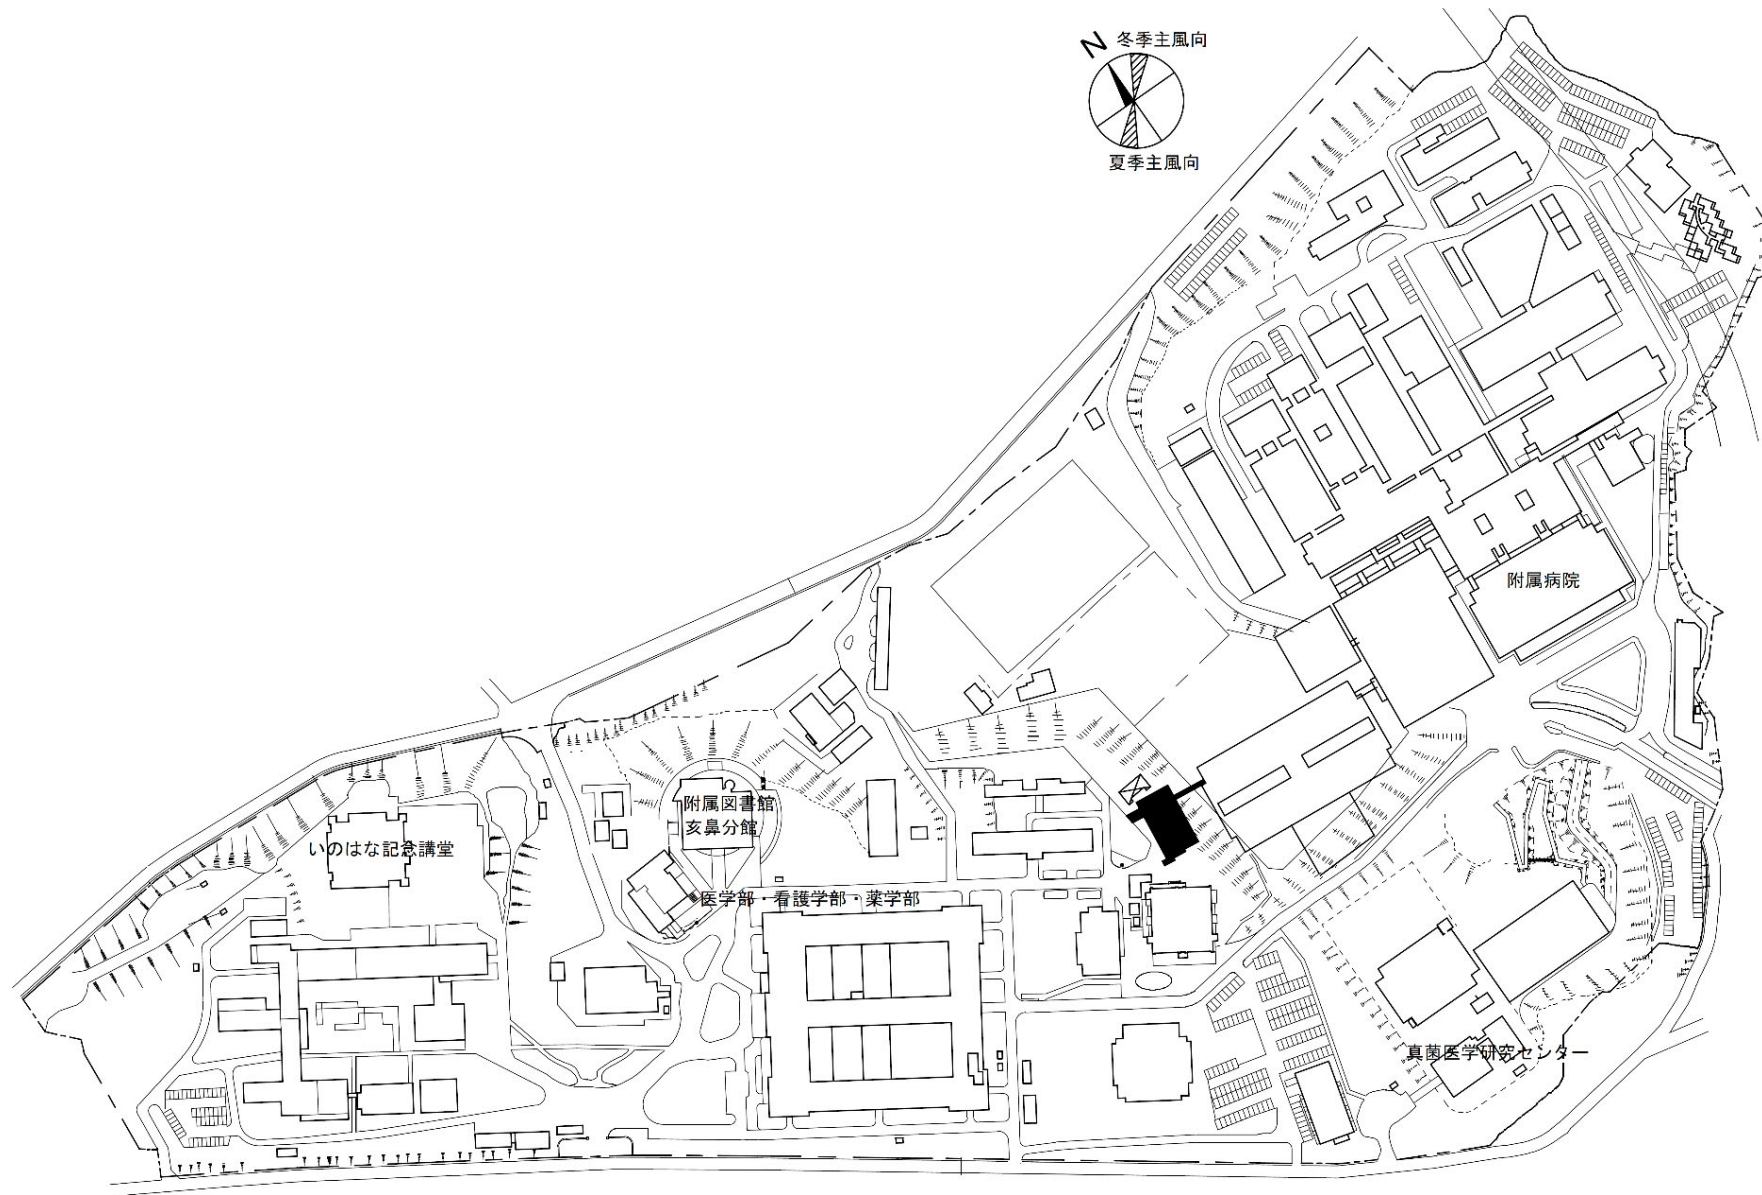 N
冬季主風向
夏季主風向
附属病院
附属図書館
亥鼻分館
いのはな記念講堂
医学部・看護学部・薬学部
真菌医学研究センター